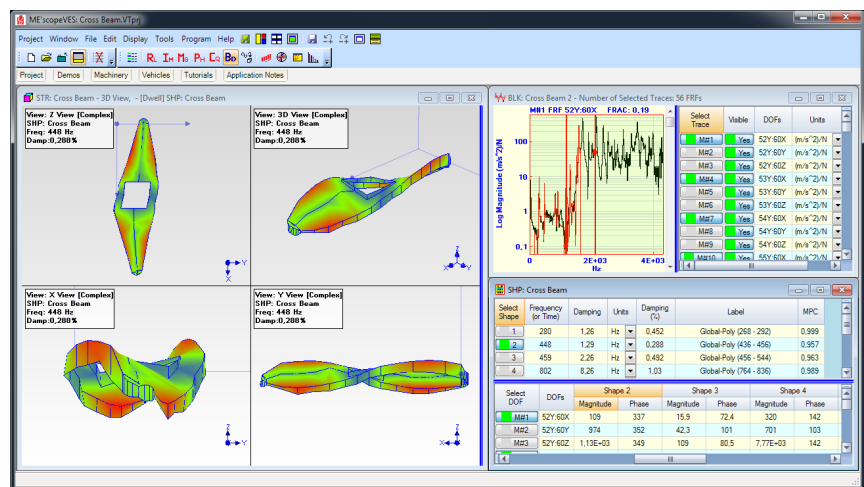 ME'scopeVES: Cross Beam.VTprj
Project Window File Edit Display Tools Program Help
Project Demos Machinery Vehicles Tutorials Application Notes
STR: Cross Beam - 3D View, - [Dwell] SHP: Cross Beam
View: Z View [Complex]
SHP: Cross Beam
Freq: 448 Hz
Damp:0,288%
X
Y
View: 3D View [Complex]
SHP: Cross Beam
Freq: 448 Hz
Damp:0,288%
Z
X
Y
View: X View [Complex]
SHP: Cross Beam
Freq: 448 Hz
Damp:0,288%
Z
Y
View: Y View [Complex]
SHP: Cross Beam
Freq: 448 Hz
Damp:0,288%
Z
X
BLK: Cross Beam 2 - Number of Selected Traces: 56 FRFs
M#1 FRF 52Y:60X FRAC: 0,19
Log Magnitude (m/s^2)/N
100
10
1
0,1
0 2E+03 4E+03
Hz
Select Trace Visible DOFs Units
M#1 Yes 52Y:60X (m/s^2)/N
M#2 Yes 52Y:60Y (m/s^2)/N
M#3 Yes 52Y:60Z (m/s^2)/N
M#4 Yes 53Y:60X (m/s^2)/N
M#5 Yes 53Y:60Y (m/s^2)/N
M#6 Yes 53Y:60Z (m/s^2)/N
M#7 Yes 54Y:60X (m/s^2)/N
M#8 Yes 54Y:60Y (m/s^2)/N
M#9 Yes 54Y:60Z (m/s^2)/N
M#10 Yes 55Y:60X (m/s^2)/N
SHP: Cross Beam
Select Shape Frequency (or Time) Damping Units Damping (%) Label MPC
1 280 1,26 Hz 0,452 Global-Poly (268 - 292) 0,999
2 448 1,29 Hz 0,288 Global-Poly (436 - 456) 0,957
3 459 2,26 Hz 0,492 Global-Poly (456 - 544) 0,963
4 802 8,26 Hz 1,03 Global-Poly (764 - 836) 0,989
Select DOF DOFs Shape 2 Shape 3 Shape 4
Magnitude Phase Magnitude Phase Magnitude Phase
M#1 52Y:60X 109 337 15,9 72,4 320 142
M#2 52Y:60Y 974 352 42,3 101 701 103
M#3 52Y:60Z 1,13E+03 349 109 80,5 7,77E+03 142